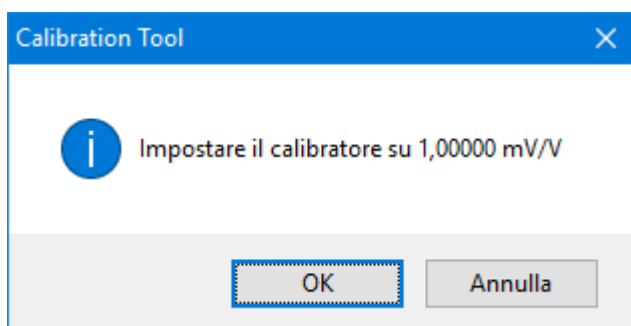 Calibration Tool
Impostare il calibratore su 1,00000 mV/V
OK
Annulla